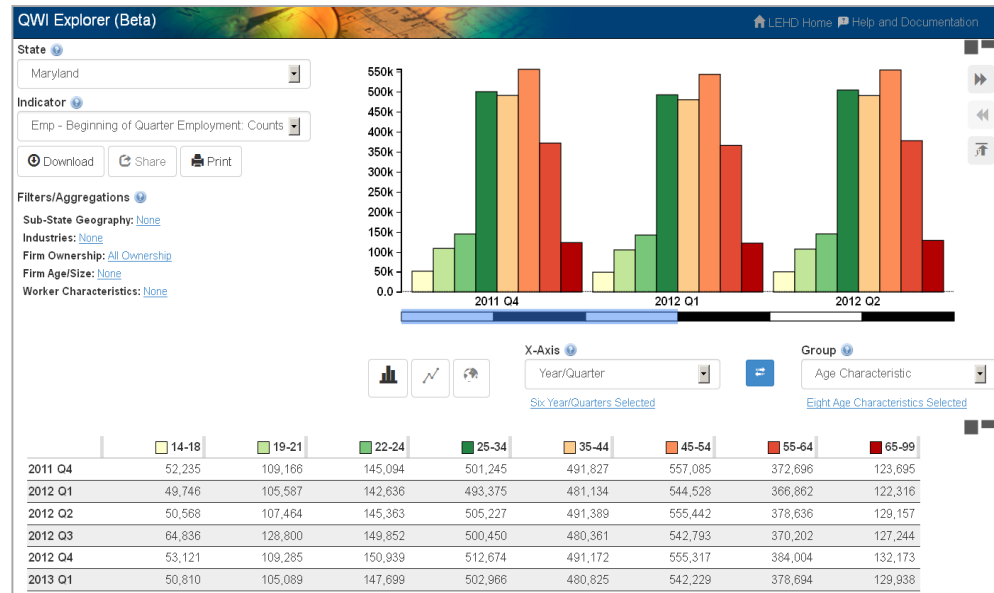 QWI Explorer (Beta)
LEHD Home Help and Documentation
State
Maryland
Indicator
Emp - Beginning of Quarter Employment: Counts
Download Share Print
Filters/Aggregations
Sub-State Geography: None
Industries: None
Firm Ownership: All Ownership
Firm Age/Size: None
Worker Characteristics: None
550k
500k
450k
400k
350k
300k
250k
200k
150k
100k
50k
0.0
2011 Q4 2012 Q1 2012 Q2
X-Axis Group
Year/Quarter Age Characteristic
Six Year/Quarters Selected Eight Age Characteristics Selected
14-18 19-21 22-24 25-34 35-44 45-54 55-64 65-99
2011 Q4 52,235 109,166 145,094 501,245 491,827 557,085 372,696 123,695
2012 Q1 49,746 105,587 142,636 493,375 481,134 544,528 366,862 122,316
2012 Q2 50,568 107,464 145,363 505,227 491,389 555,442 378,636 129,157
2012 Q3 64,836 128,800 149,852 500,450 480,361 542,793 370,202 127,244
2012 Q4 53,121 109,285 150,939 512,674 491,172 555,317 384,004 132,173
2013 Q1 50,810 105,089 147,699 502,966 480,825 542,229 378,694 129,938